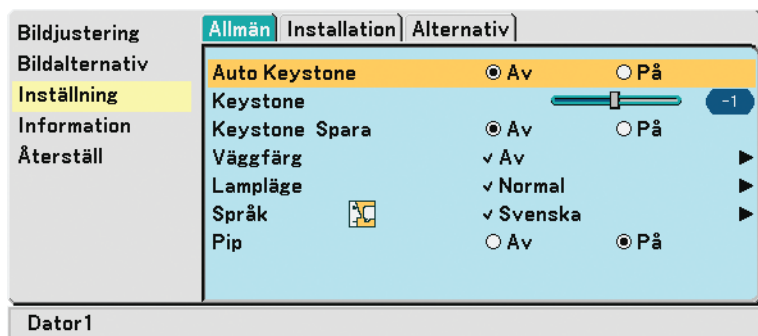 Bildjustering
Bildalternativ
Inställning
Information
Återställ
Allmän Installation Alternativ
Auto Keystone Av På
Keystone -1
Keystone Spara Av På
Väggfärg Av
Lampläge Normal
Språk Svenska
Pip Av På
Dator1